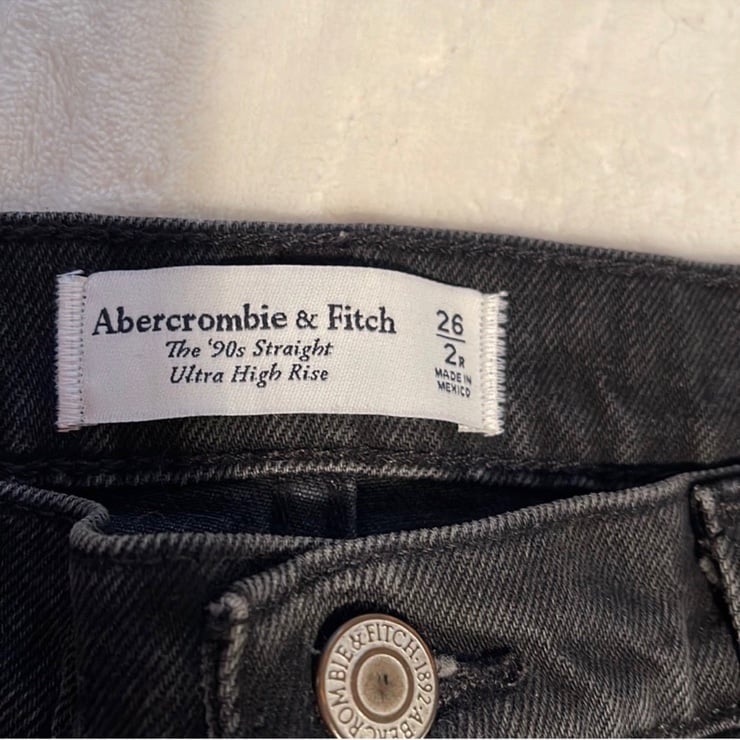 Abercrombie & Fitch
The '90s Straight
Ultra High Rise
26
2R
MADE IN
MEXICO
ABERCROMBIE & FITCH · 1892 ·